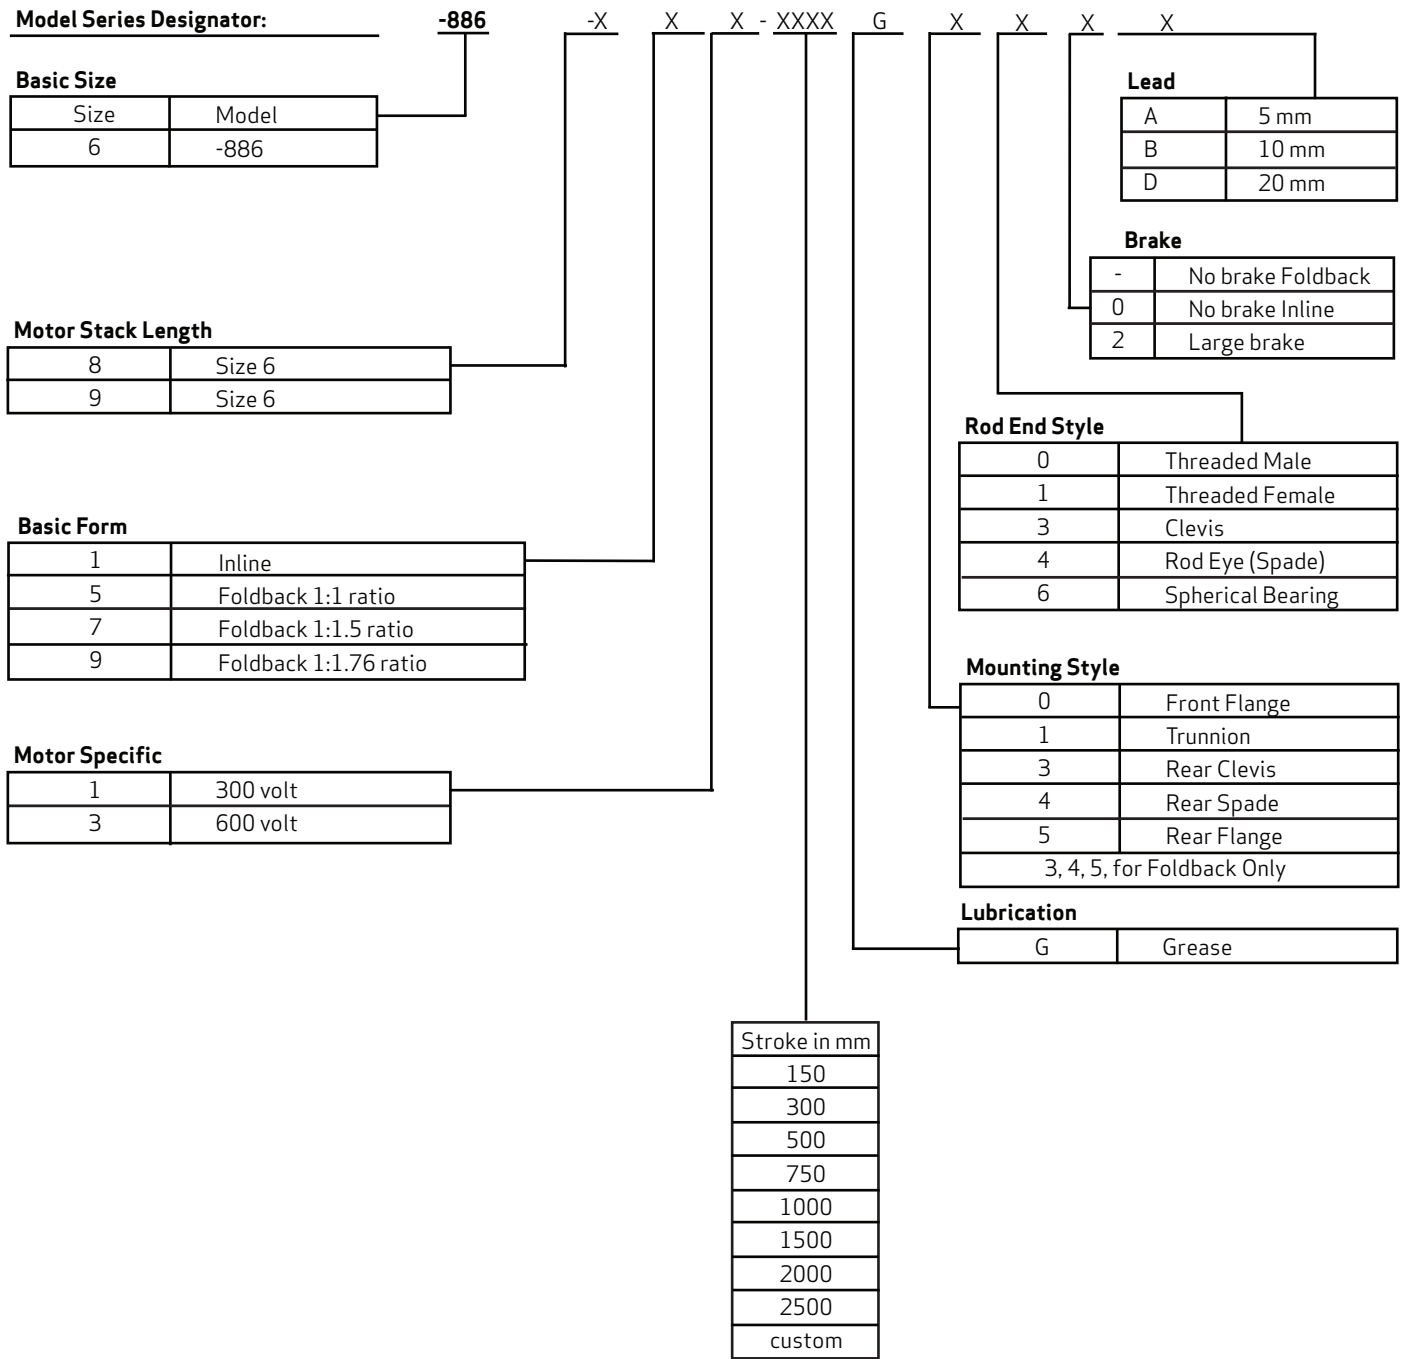 Model Series Designator: -886 -X X X - XXXX G X X X X
Basic Size
Size Model
6 -886
Lead
A 5 mm
B 10 mm
D 20 mm
Brake
- No brake Foldback
0 No brake Inline
2 Large brake
Motor Stack Length
8 Size 6
9 Size 6
Rod End Style
0 Threaded Male
1 Threaded Female
3 Clevis
4 Rod Eye (Spade)
6 Spherical Bearing
Basic Form
1 Inline
5 Foldback 1:1 ratio
7 Foldback 1:1.5 ratio
9 Foldback 1:1.76 ratio
Mounting Style
0 Front Flange
1 Trunnion
3 Rear Clevis
4 Rear Spade
5 Rear Flange
3, 4, 5, for Foldback Only
Motor Specific
1 300 volt
3 600 volt
Lubrication
G Grease
Stroke in mm
150
300
500
750
1000
1500
2000
2500
custom